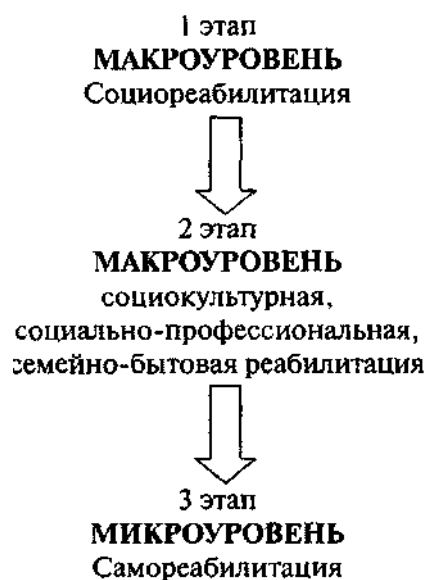 1 этап
МАКРОУРОВЕНЬ
Социореабилитация
2 этап
МАКРОУРОВЕНЬ
социокультурная,
социально-профессиональная,
семейно-бытовая реабилитация
3 этап
МИКРОУРОВЕНЬ
Самореабилитация